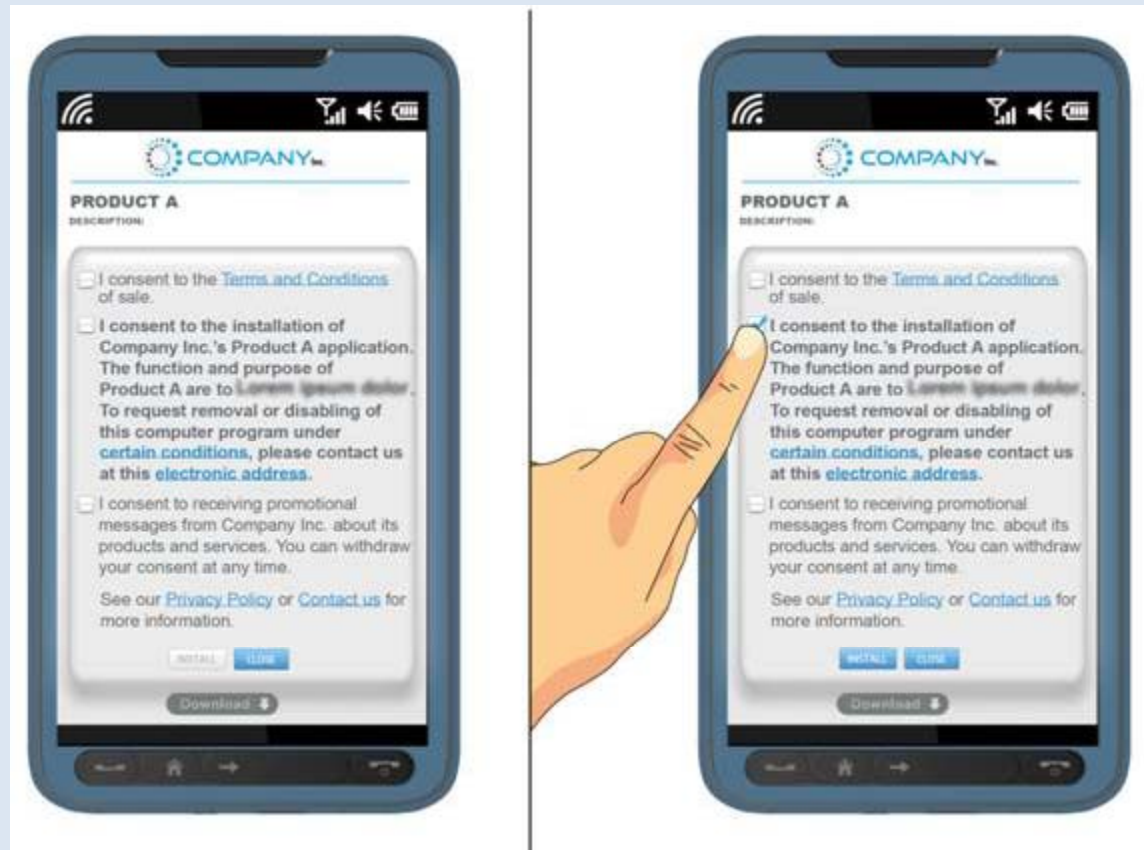 COMPANY Inc.
PRODUCT A
DESCRIPTION:
I consent to the Terms and Conditions
of sale.
I consent to the installation of
Company Inc.'s Product A application.
The function and purpose of
Product A are to Lorem ipsum dolor.
To request removal or disabling of
this computer program under
certain conditions, please contact us
at this electronic address.
I consent to receiving promotional
messages from Company Inc. about its
products and services. You can withdraw
your consent at any time.
See our Privacy Policy or Contact us for
more information.
INSTALL CLOSE
Download
COMPANY Inc.
PRODUCT A
DESCRIPTION:
I consent to the Terms and Conditions
of sale.
I consent to the installation of
Company Inc.'s Product A application.
The function and purpose of
Product A are to Lorem ipsum dolor.
To request removal or disabling of
this computer program under
certain conditions, please contact us
at this electronic address.
I consent to receiving promotional
messages from Company Inc. about its
products and services. You can withdraw
your consent at any time.
See our Privacy Policy or Contact us for
more information.
INSTALL CLOSE
Download